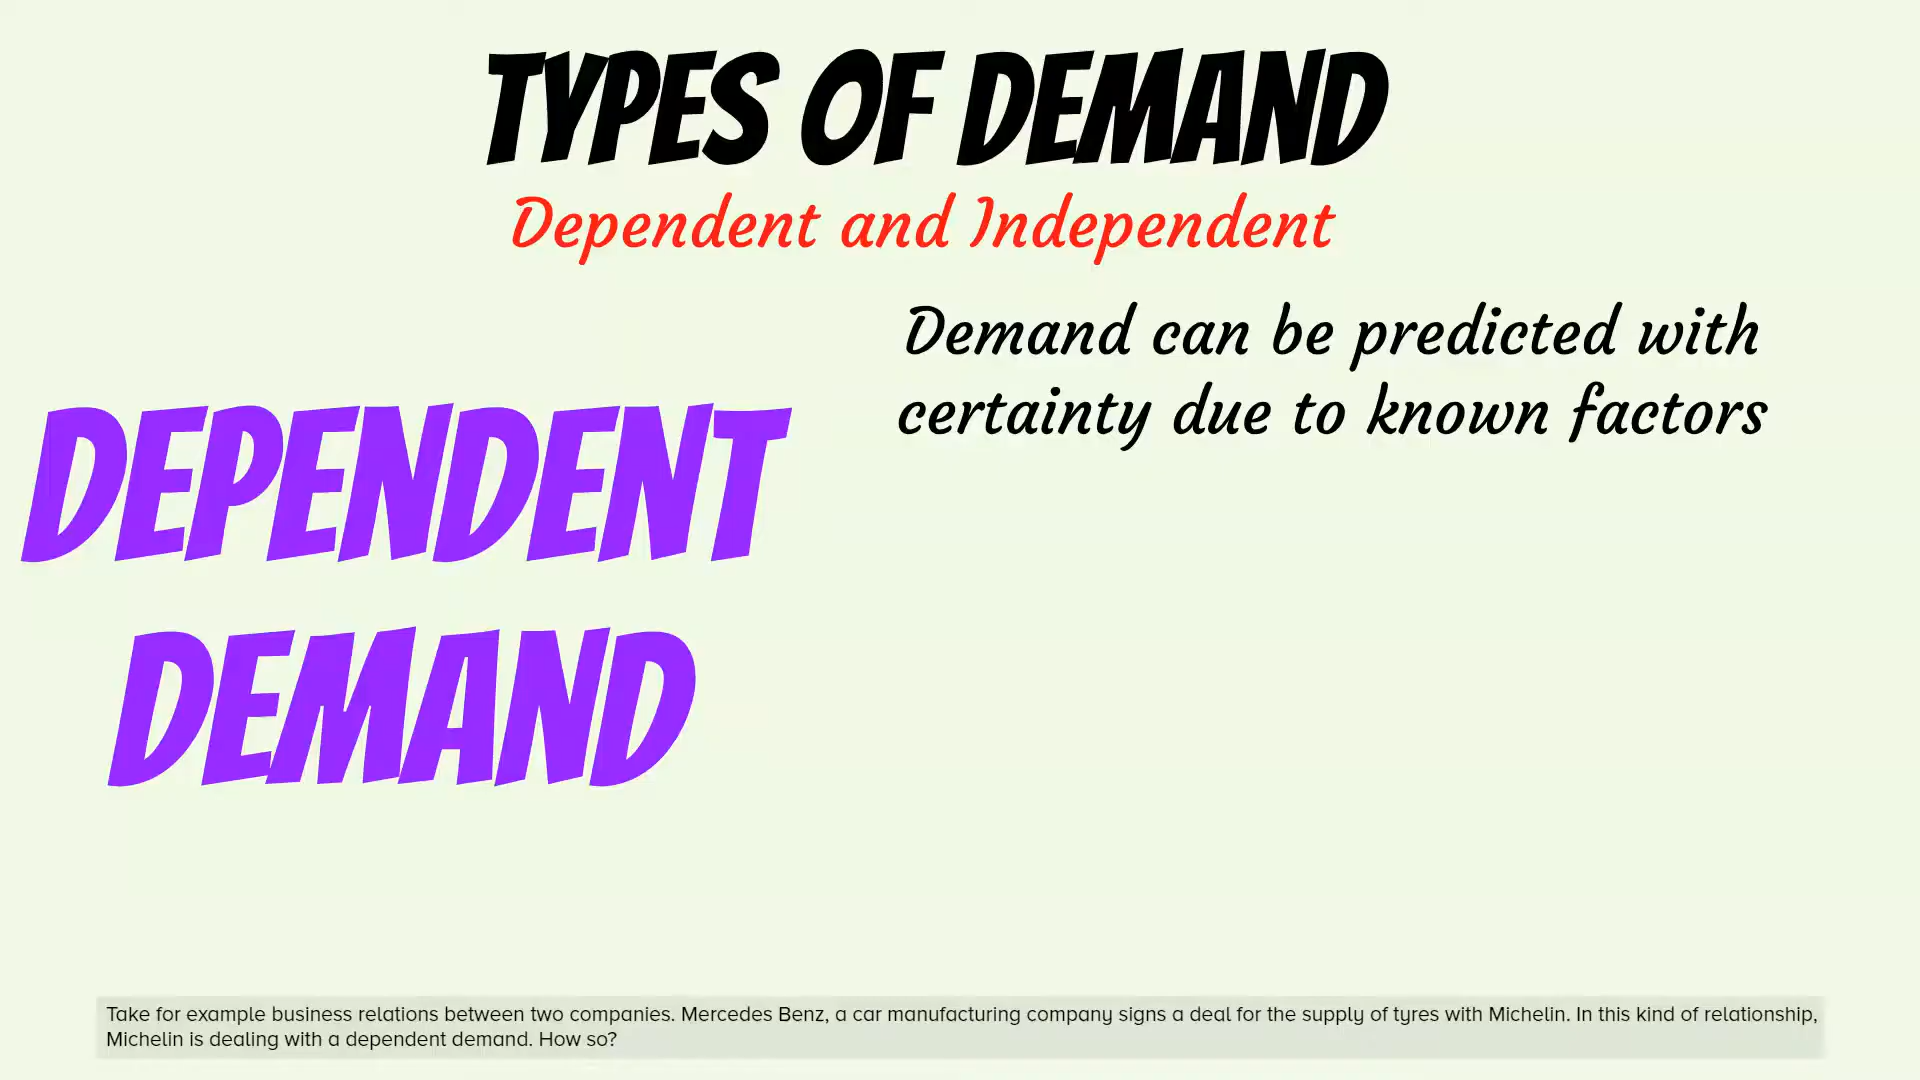 TYPES OF DEMAND
Dependent and Independent
Demand can be predicted with
certainty due to known factors
DEPENDENT
DEMAND
Take for example business relations between two companies. Mercedes Benz, a car manufacturing company signs a deal for the supply of tyres with Michelin. In this kind of relationship,
Michelin is dealing with a dependent demand. How so?